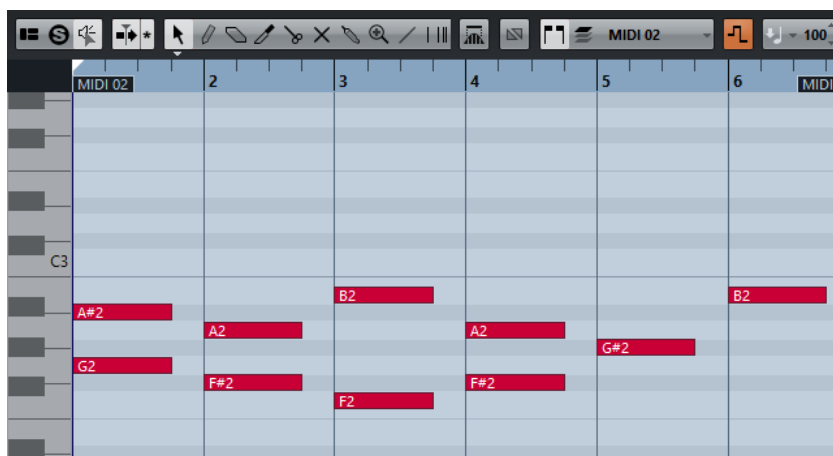 MIDI 02 100
2 3 4 5 6
MIDI 02 MIDI
C3
B2 B2
A#2
A2 A2
G#2
G2
F#2 F#2
F2